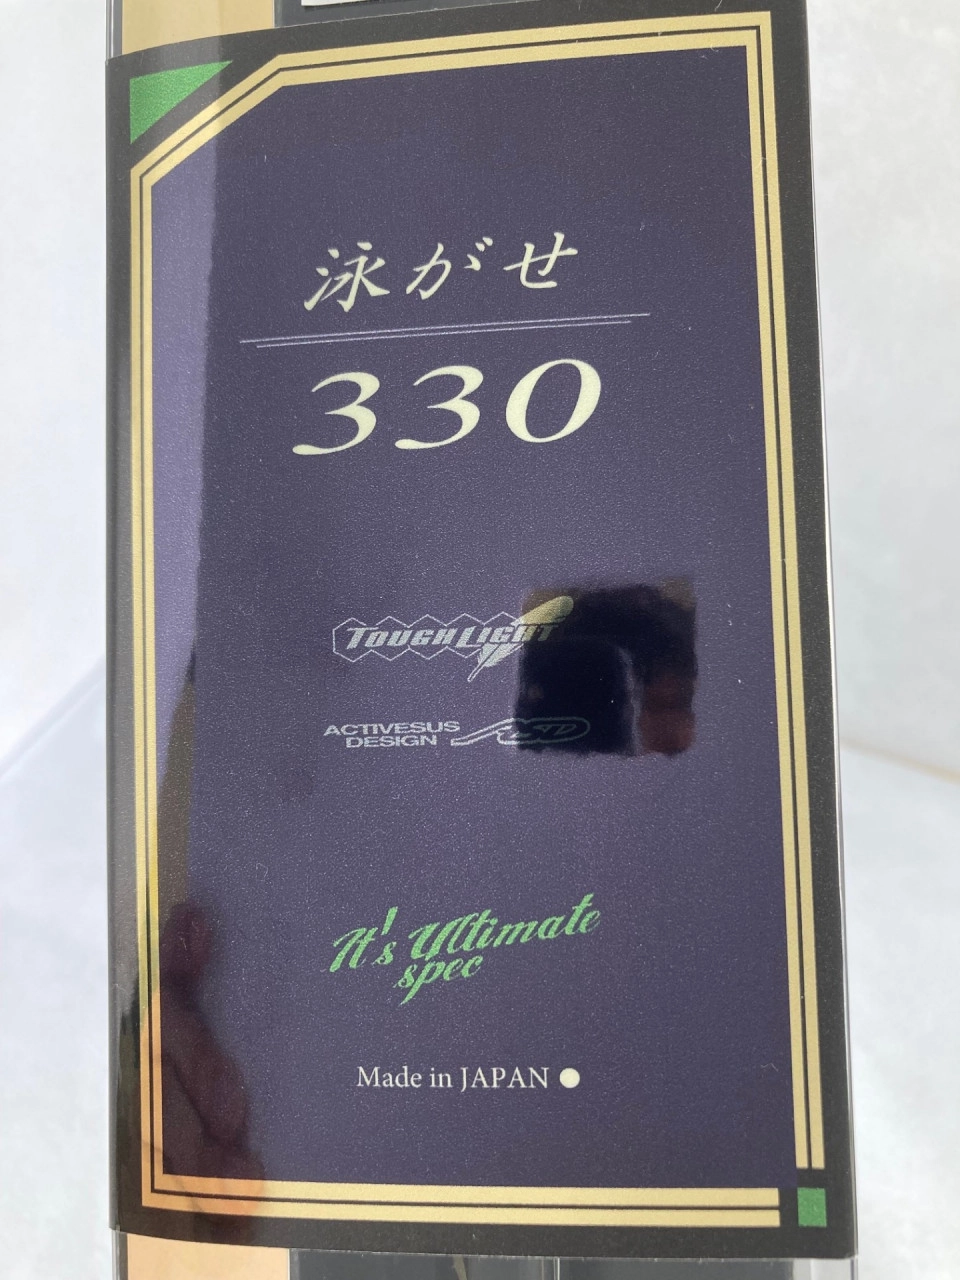 泳がせ
330
TOUGHLIGHT
ACTIVESUS
DESIGN
It's Ultimate
spec
Made in JAPAN